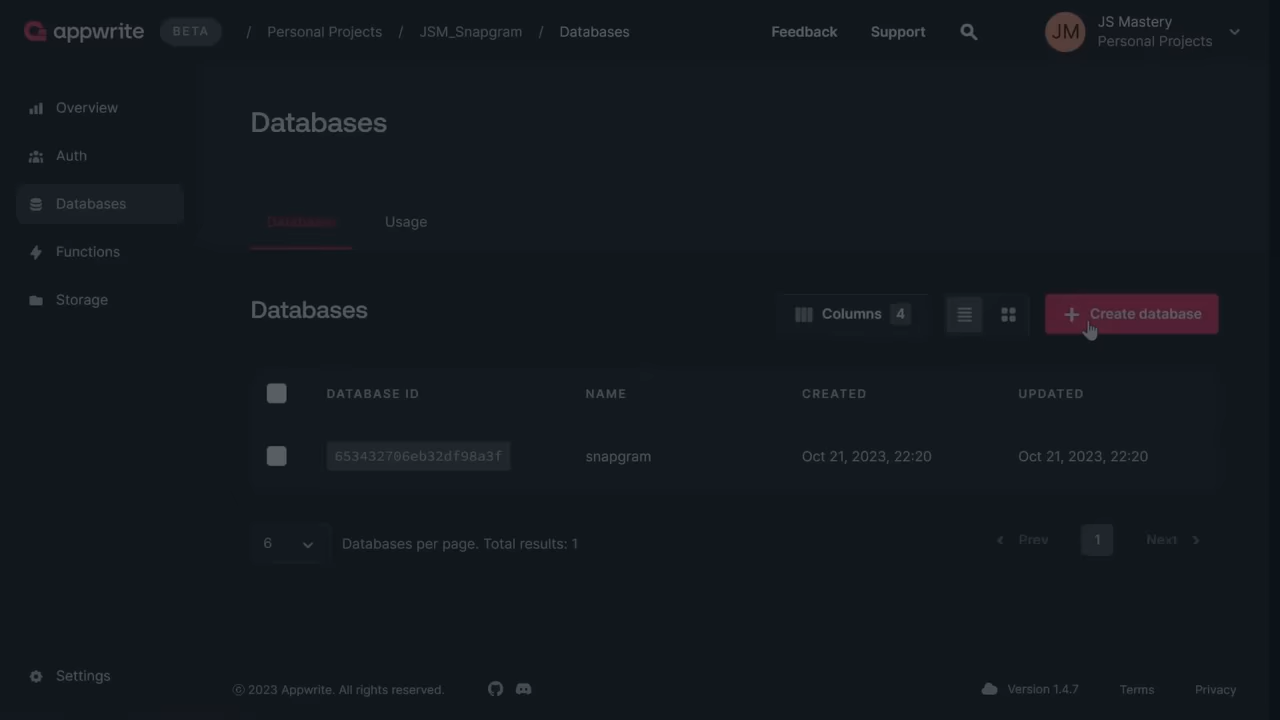 appwrite BETA / Personal Projects / JSM_Snapgram / Databases Feedback Support JM JS Mastery
Personal Projects
Overview
Auth
Databases
Functions
Storage
Settings
Databases
Databases Usage
Databases Columns 4 + Create database
DATABASE ID NAME CREATED UPDATED
653432706eb32df98a3f snapgram Oct 21, 2023, 22:20 Oct 21, 2023, 22:20
6 Databases per page. Total results: 1 Prev 1 Next
© 2023 Appwrite. All rights reserved. Version 1.4.7 Terms Privacy